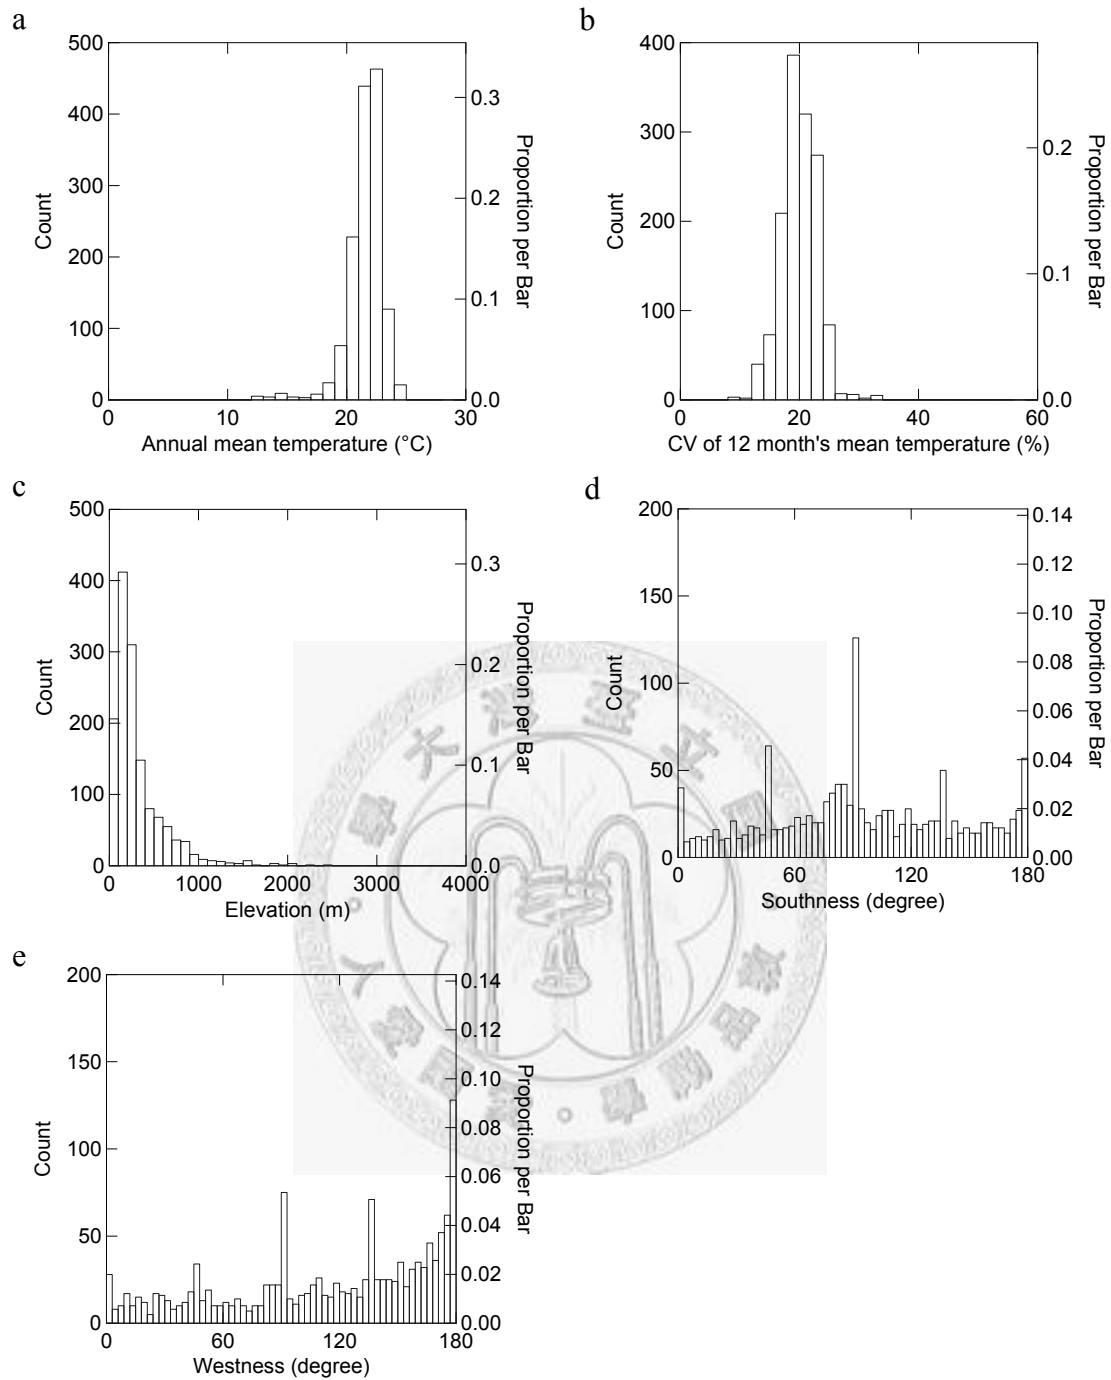 a
500
400
300
200
100
0
Count
0.3
0.2
0.1
0.0
Proportion per Bar
0 10 20 30
Annual mean temperature (°C)
b
400
300
200
100
0
Count
0.2
0.1
0.0
Proportion per Bar
0 20 40 60
CV of 12 month's mean temperature (%)
c
500
400
300
200
100
0
Count
0.3
0.2
0.1
0.0
Proportion per Bar
0 1000 2000 3000 4000
Elevation (m)
d
200
150
100
50
0
Count
0.14
0.12
0.10
0.08
0.06
0.04
0.02
0.00
Proportion per Bar
0 60 120 180
Southness (degree)
e
200
150
100
50
0
Count
0.14
0.12
0.10
0.08
0.06
0.04
0.02
0.00
Proportion per Bar
0 60 120 180
Westness (degree)